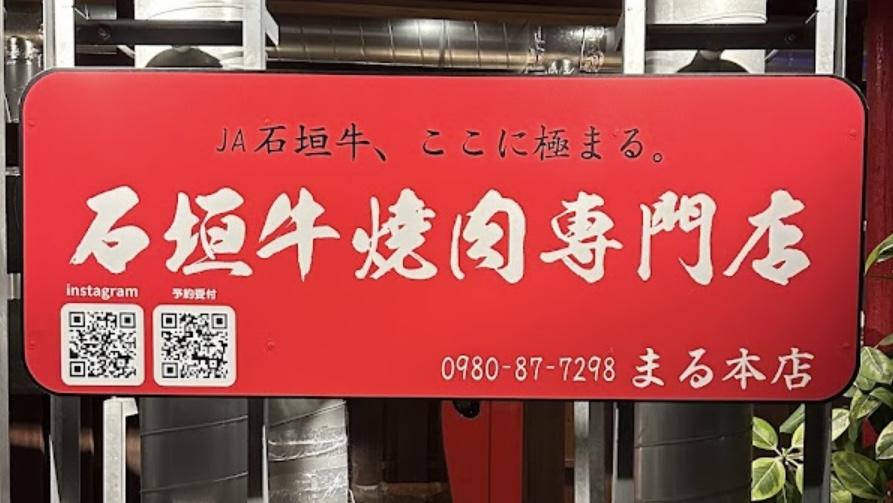 JA石垣牛、ここに極まる。
石垣牛焼肉専門店
instagram 予約受付
0980-87-7298 まる本店